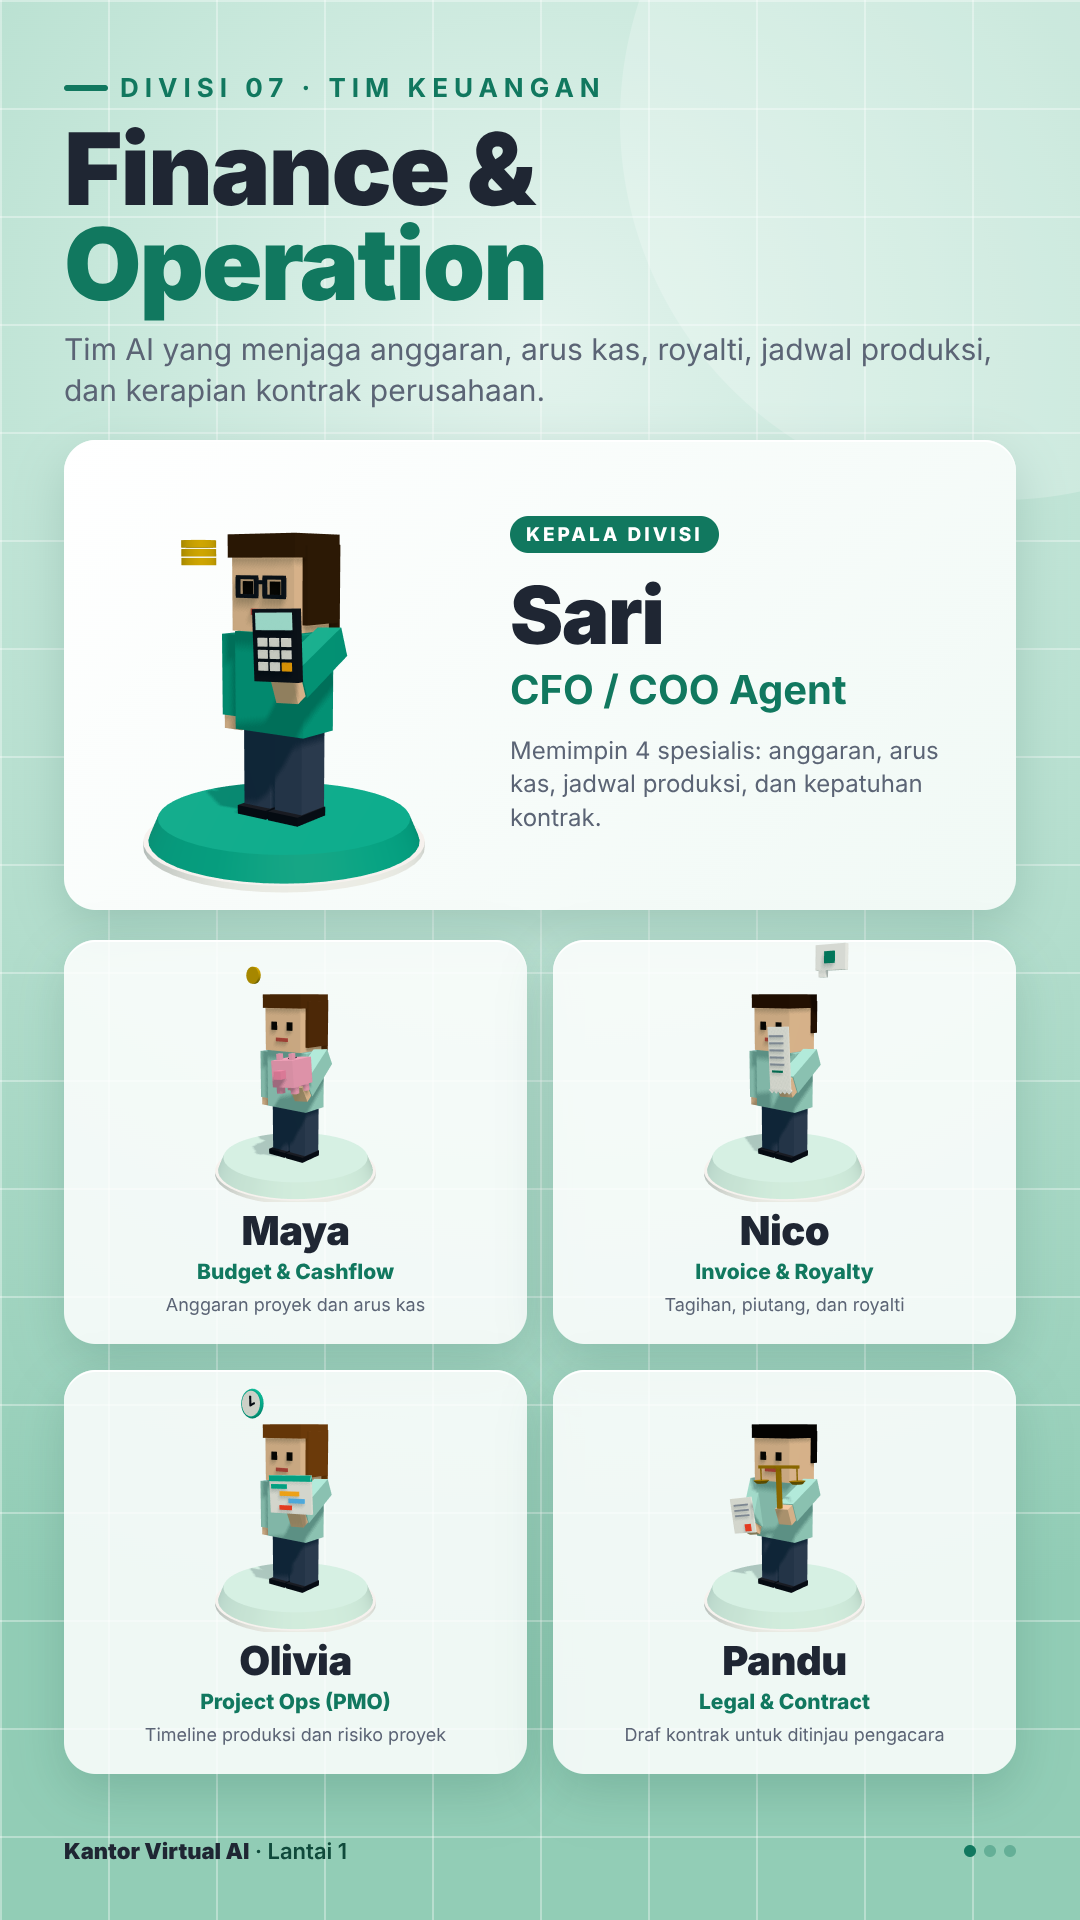 DIVISI 07 · TIM KEUANGAN
Finance &
Operation
Tim AI yang menjaga anggaran, arus kas, royalti, jadwal produksi,
dan kerapian kontrak perusahaan.
KEPALA DIVISI
Sari
CFO / COO Agent
Memimpin 4 spesialis: anggaran, arus
kas, jadwal produksi, dan kepatuhan
kontrak.
Maya
Budget & Cashflow
Anggaran proyek dan arus kas
Nico
Invoice & Royalty
Tagihan, piutang, dan royalti
Olivia
Project Ops (PMO)
Timeline produksi dan risiko proyek
Pandu
Legal & Contract
Draf kontrak untuk ditinjau pengacara
Kantor Virtual AI · Lantai 1